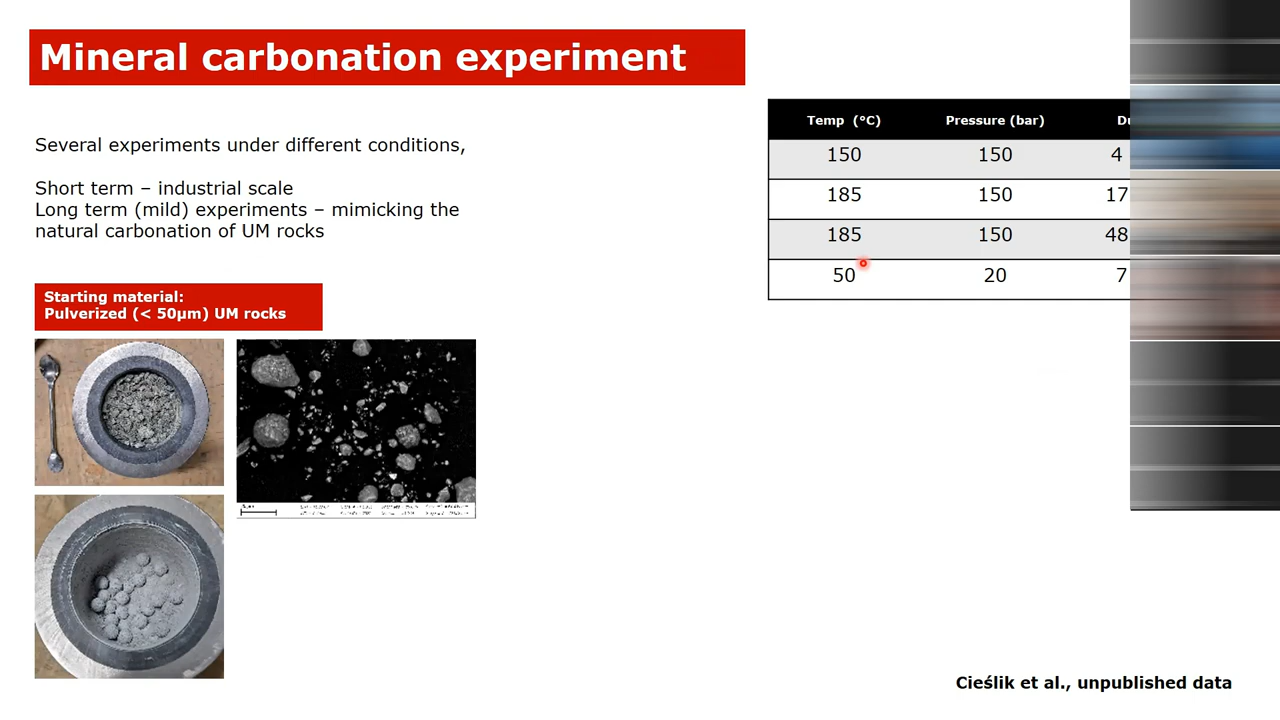 Mineral carbonation experiment
Several experiments under different conditions,
Short term – industrial scale
Long term (mild) experiments – mimicking the
natural carbonation of UM rocks
Starting material:
Pulverized (< 50µm) UM rocks
Temp (°C) Pressure (bar)
150 150 4
185 150 17
185 150 48
50 20 7
Cieślik et al., unpublished data